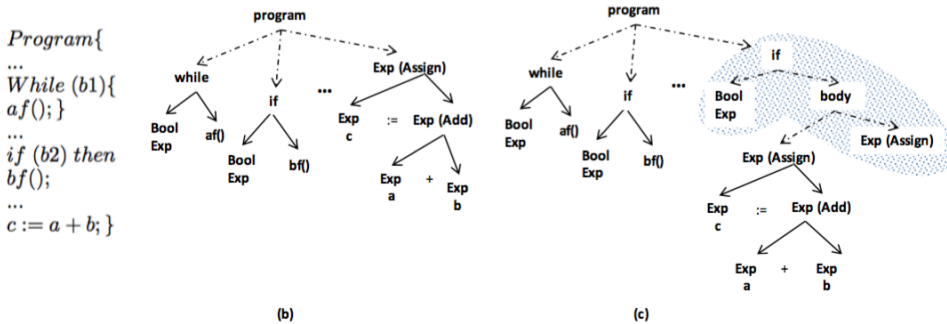 Program{
...
While (b1){
af(); }
...
if (b2) then
bf();
...
c := a + b; }
program
while
if
...
Exp (Assign)
Bool
Exp
af()
Bool
Exp
bf()
Exp
c
:=
Exp (Add)
Exp
a
+
Exp
b
(b)
program
while
if
...
if
Bool
Exp
af()
Bool
Exp
bf()
Bool
Exp
body
Exp (Assign)
Exp (Assign)
Exp
c
:=
Exp (Add)
Exp
a
+
Exp
b
(c)